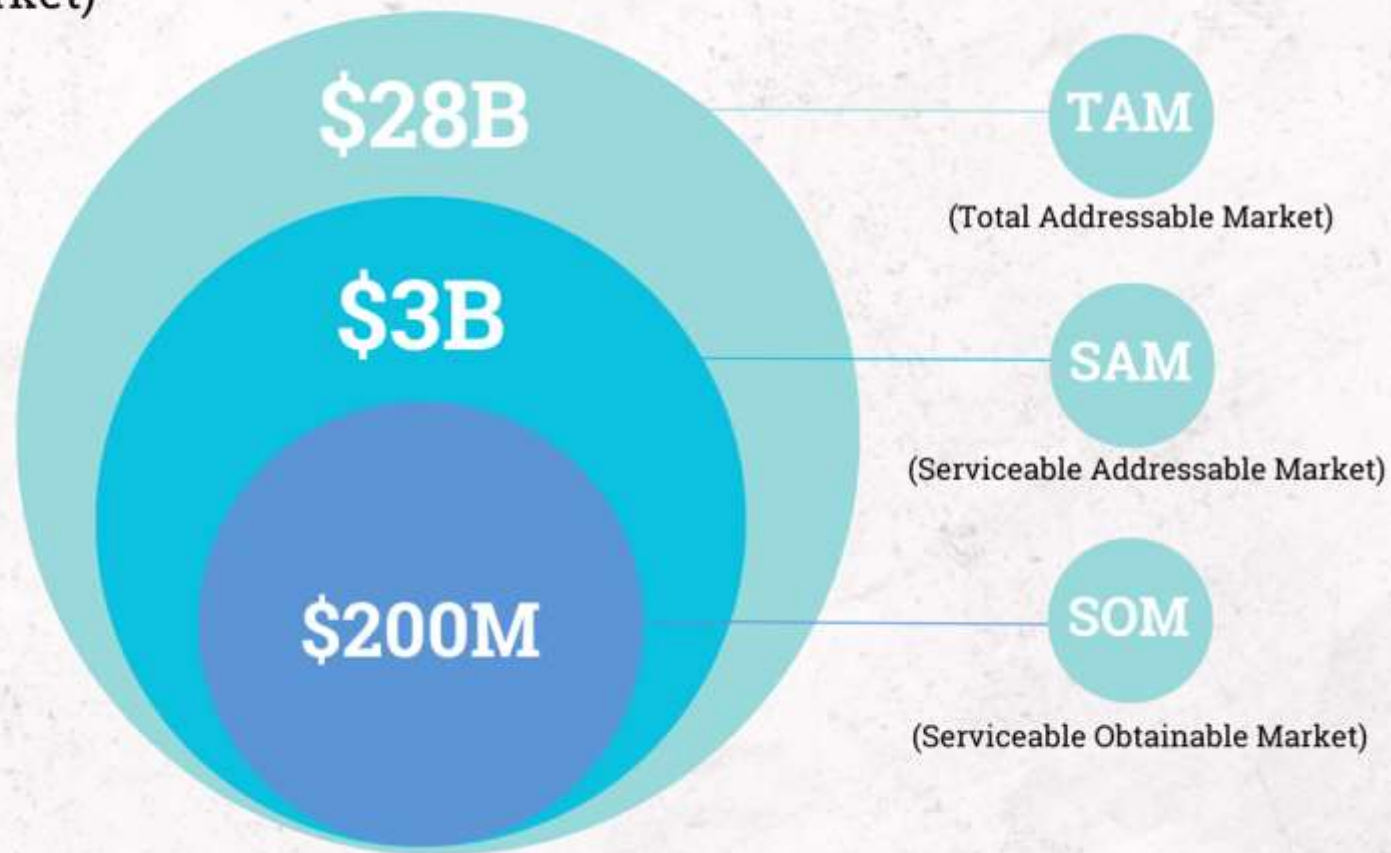 $28B
TAM
(Total Addressable Market)
$3B
SAM
(Serviceable Addressable Market)
$200M
SOM
(Serviceable Obtainable Market)